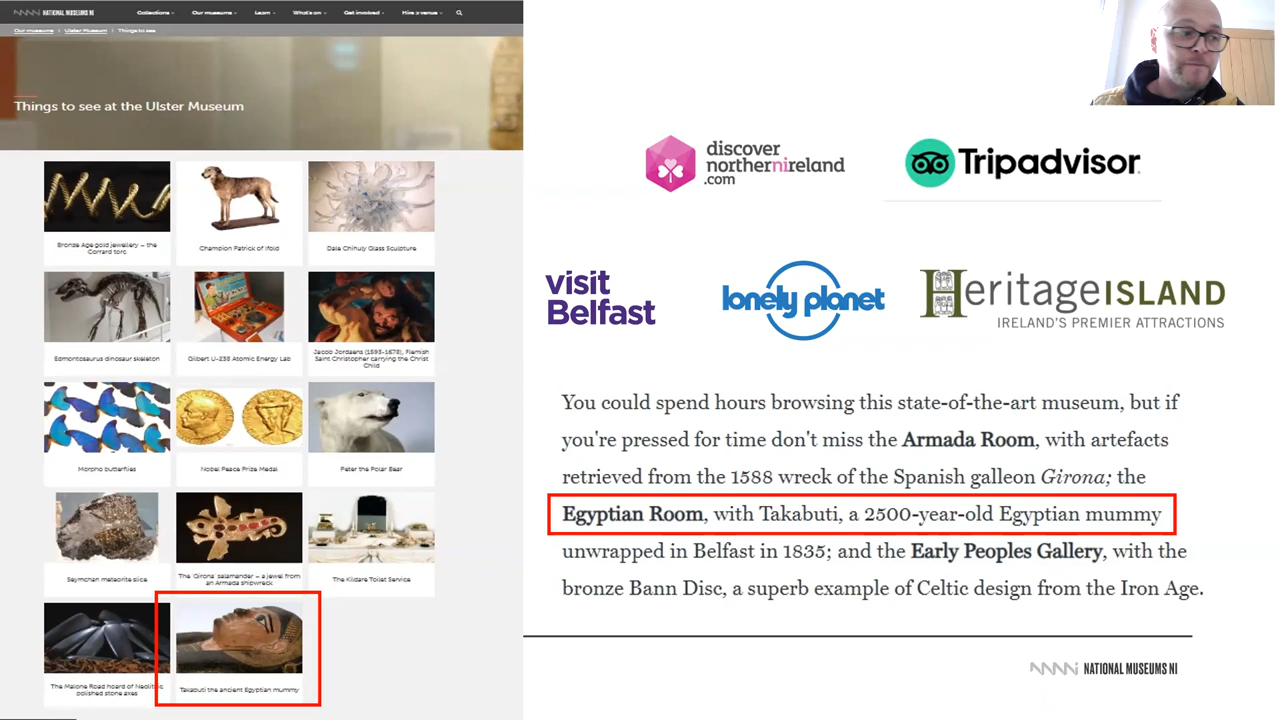 NATIONAL MUSEUMS NI
Collections
Our museums
Learn
What's on
Get involved
Hire a venue
Our museums | Ulster Museum | Things to see
Things to see at the Ulster Museum
Bronze Age gold jewellery – the
Corrard torc
Champion Patrick of Ifold
Dale Chihuly Glass Sculpture
Edmontosaurus dinosaur skeleton
Gilbert U-238 Atomic Energy Lab
Jacob Jordaens (1593-1678), Flemish
Saint Christopher carrying the Christ
Child
Morpho butterflies
Nobel Peace Prize Medal
Peter the Polar Bear
Seymchan meteorite slice
The 'Girona' salamander – a jewel from
an Armada shipwreck
The Kildare Toilet Service
The Malone Road hoard of Neolithic
polished stone axes
Takabuti the ancient Egyptian mummy
discover
northernireland
.com
Tripadvisor
visit
Belfast
lonely planet
Heritage ISLAND
IRELAND'S PREMIER ATTRACTIONS
You could spend hours browsing this state-of-the-art museum, but if
you're pressed for time don't miss the Armada Room, with artefacts
retrieved from the 1588 wreck of the Spanish galleon Girona; the
Egyptian Room, with Takabuti, a 2500-year-old Egyptian mummy
unwrapped in Belfast in 1835; and the Early Peoples Gallery, with the
bronze Bann Disc, a superb example of Celtic design from the Iron Age.
NATIONAL MUSEUMS NI